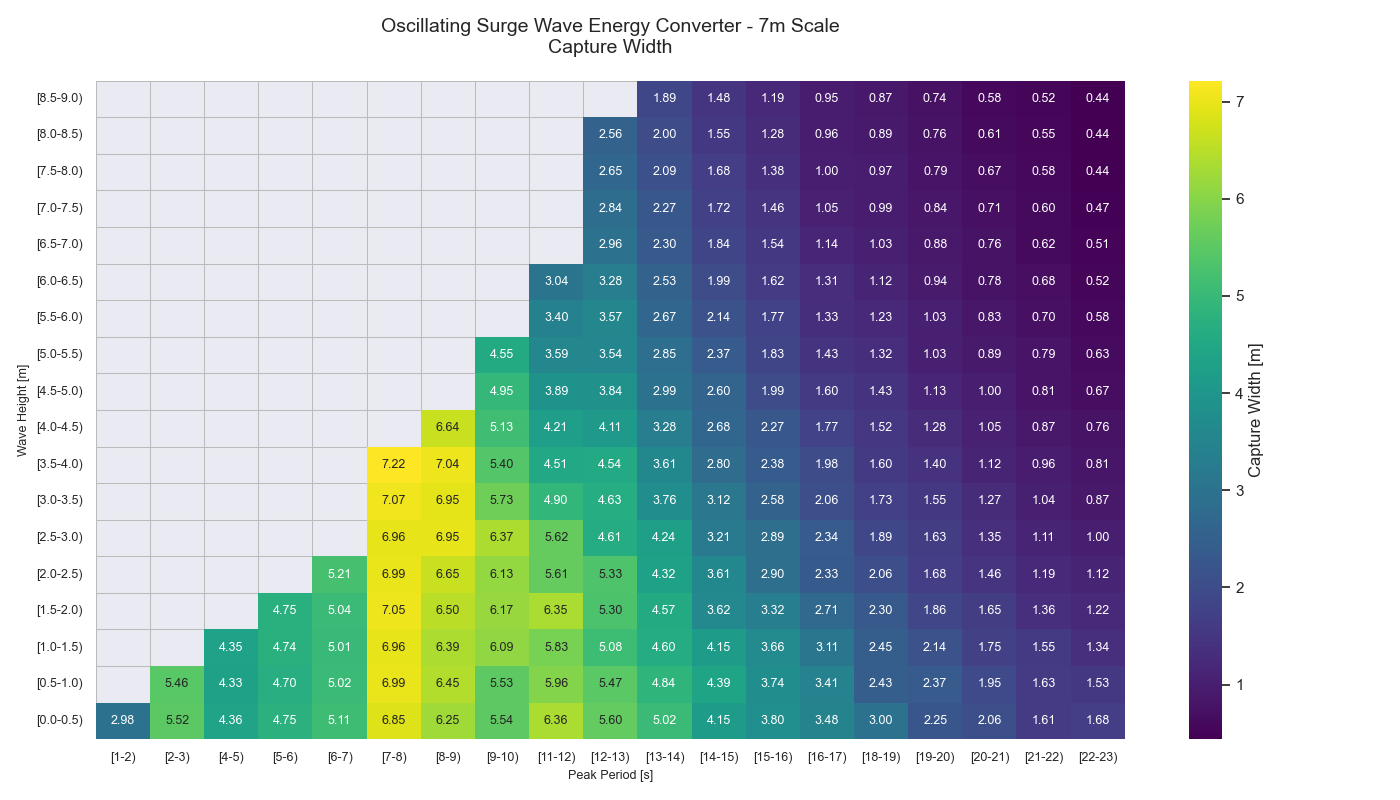 Oscillating Surge Wave Energy Converter - 7m Scale
Capture Width
[8.5-9.0) 1.89 1.48 1.19 0.95 0.87 0.74 0.58 0.52 0.44
[8.0-8.5) 2.56 2.00 1.55 1.28 0.96 0.89 0.76 0.61 0.55 0.44
[7.5-8.0) 2.65 2.09 1.68 1.38 1.00 0.97 0.79 0.67 0.58 0.44
[7.0-7.5) 2.84 2.27 1.72 1.46 1.05 0.99 0.84 0.71 0.60 0.47
[6.5-7.0) 2.96 2.30 1.84 1.54 1.14 1.03 0.88 0.76 0.62 0.51
[6.0-6.5) 3.04 3.28 2.53 1.99 1.62 1.31 1.12 0.94 0.78 0.68 0.52
[5.5-6.0) 3.40 3.57 2.67 2.14 1.77 1.33 1.23 1.03 0.83 0.70 0.58
[5.0-5.5) 4.55 3.59 3.54 2.85 2.37 1.83 1.43 1.32 1.03 0.89 0.79 0.63
[4.5-5.0) 4.95 3.89 3.84 2.99 2.60 1.99 1.60 1.43 1.13 1.00 0.81 0.67
[4.0-4.5) 6.64 5.13 4.21 4.11 3.28 2.68 2.27 1.77 1.52 1.28 1.05 0.87 0.76
[3.5-4.0) 7.22 7.04 5.40 4.51 4.54 3.61 2.80 2.38 1.98 1.60 1.40 1.12 0.96 0.81
[3.0-3.5) 7.07 6.95 5.73 4.90 4.63 3.76 3.12 2.58 2.06 1.73 1.55 1.27 1.04 0.87
[2.5-3.0) 6.96 6.95 6.37 5.62 4.61 4.24 3.21 2.89 2.34 1.89 1.63 1.35 1.11 1.00
[2.0-2.5) 5.21 6.99 6.65 6.13 5.61 5.33 4.32 3.61 2.90 2.33 2.06 1.68 1.46 1.19 1.12
[1.5-2.0) 4.75 5.04 7.05 6.50 6.17 6.35 5.30 4.57 3.62 3.32 2.71 2.30 1.86 1.65 1.36 1.22
[1.0-1.5) 4.35 4.74 5.01 6.96 6.39 6.09 5.83 5.08 4.60 4.15 3.66 3.11 2.45 2.14 1.75 1.55 1.34
[0.5-1.0) 5.46 4.33 4.70 5.02 6.99 6.45 5.53 5.96 5.47 4.84 4.39 3.74 3.41 2.43 2.37 1.95 1.63 1.53
[0.0-0.5) 2.98 5.52 4.36 4.75 5.11 6.85 6.25 5.54 6.36 5.60 5.02 4.15 3.80 3.48 3.00 2.25 2.06 1.61 1.68
[1-2) [2-3) [4-5) [5-6) [6-7) [7-8) [8-9) [9-10) [11-12) [12-13) [13-14) [14-15) [15-16) [16-17) [18-19) [19-20) [20-21) [21-22) [22-23)
Peak Period [s]
Wave Height [m]
7
6
5
4
3
2
1
Capture Width [m]